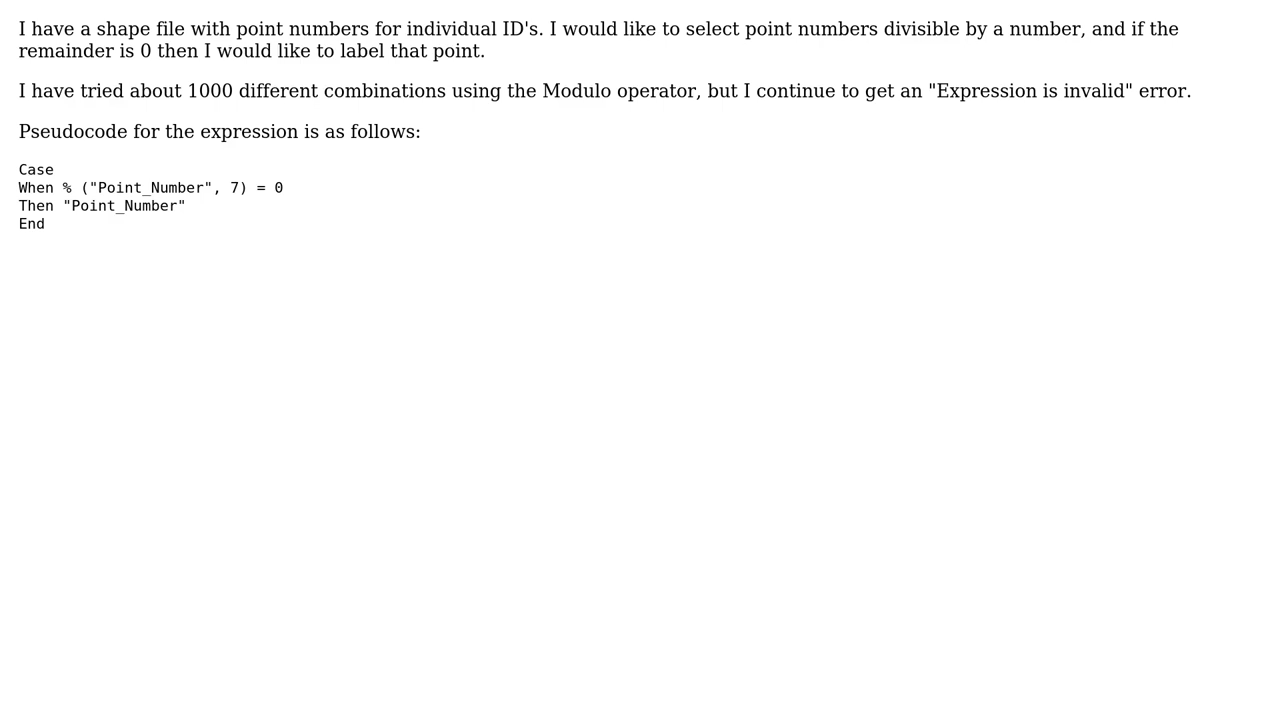 I have a shape file with point numbers for individual ID's. I would like to select point numbers divisible by a number, and if the
remainder is 0 then I would like to label that point.
I have tried about 1000 different combinations using the Modulo operator, but I continue to get an "Expression is invalid" error.
Pseudocode for the expression is as follows:
Case
When % ("Point_Number", 7) = 0
Then "Point_Number"
End